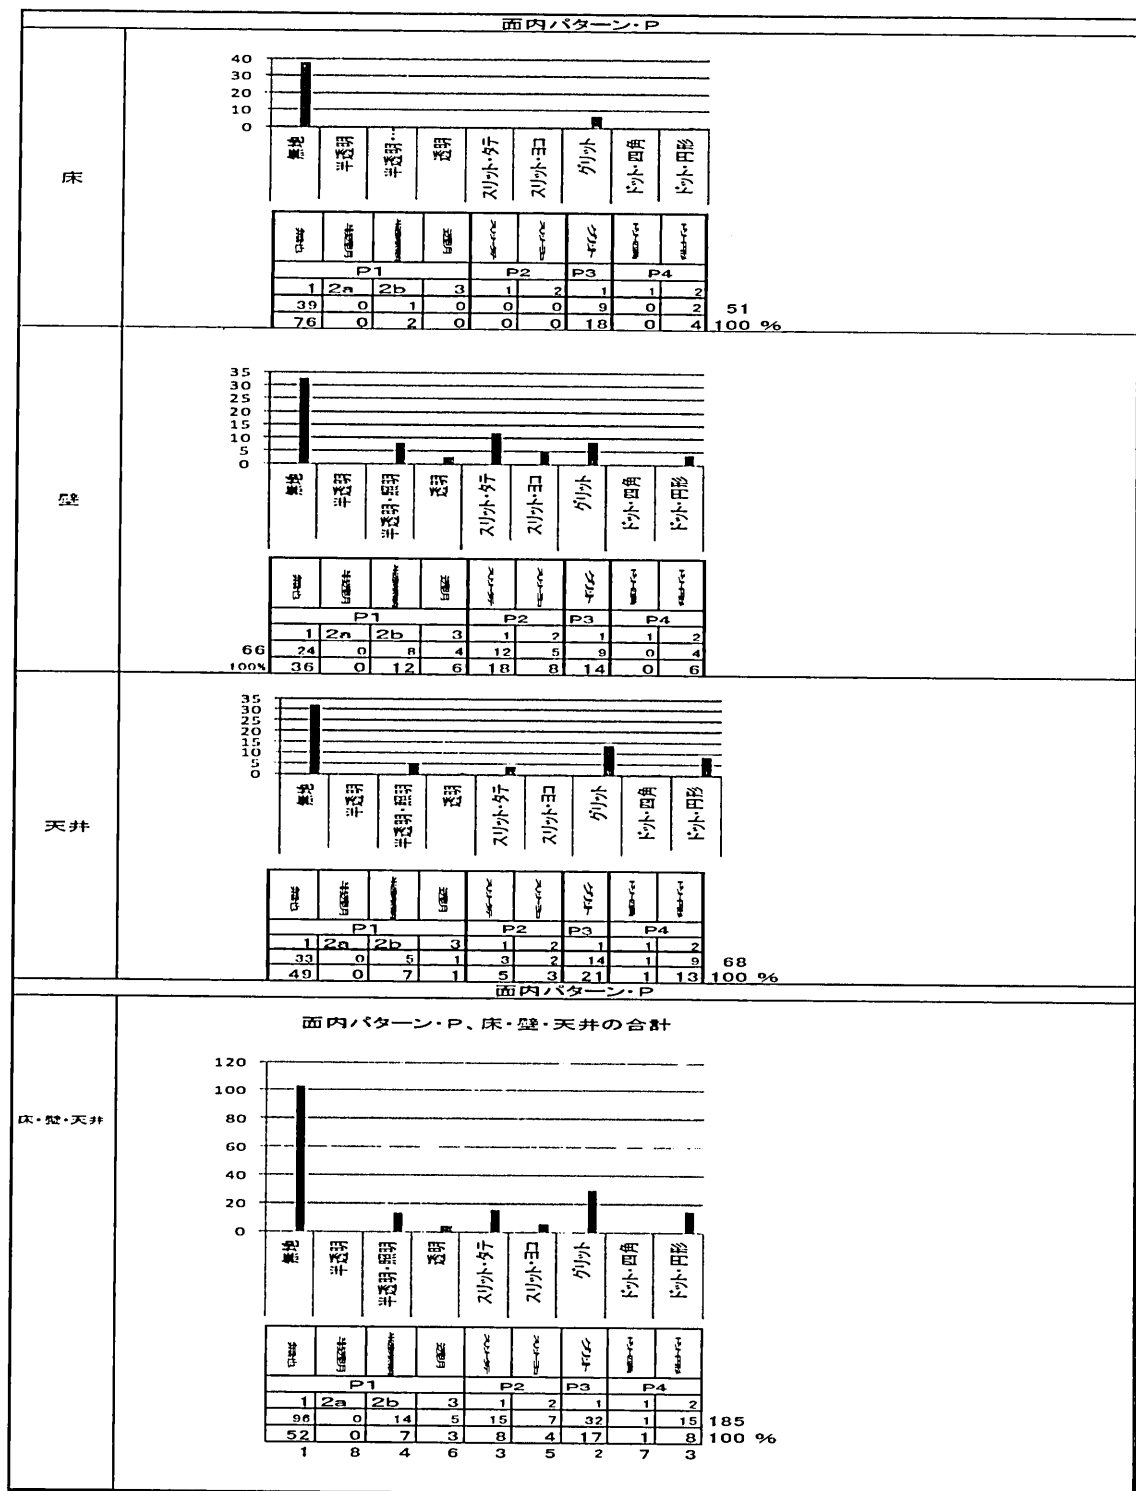 面内パターン・P
床
40
30
20
10
0
無地 半透明 半透明・… 透明 スリット・タテ スリット・ヨコ グリット ドット・四角 ドット・円形
P1 P2 P3 P4
1 2a 2b 3 1 2 1 1 2
39 0 1 0 0 0 9 0 2 51
76 0 2 0 0 0 18 0 4 100 %
壁
35
30
25
20
15
10
5
0
無地 半透明 半透明・照明 透明 スリット・タテ スリット・ヨコ グリット ドット・四角 ドット・円形
P1 P2 P3 P4
1 2a 2b 3 1 2 1 1 2
66 24 0 8 4 12 5 9 0 4
100% 36 0 12 6 18 8 14 0 6
天井
35
30
25
20
15
10
5
0
無地 半透明 半透明・照明 透明 スリット・タテ スリット・ヨコ グリット ドット・四角 ドット・円形
P1 P2 P3 P4
1 2a 2b 3 1 2 1 1 2
33 0 5 1 3 2 14 1 9 68
49 0 7 1 5 3 21 1 13 100 %
面内パターン・P
面内パターン・P、床・壁・天井の合計
床・壁・天井
120
100
80
60
40
20
0
無地 半透明 半透明・照明 透明 スリット・タテ スリット・ヨコ グリット ドット・四角 ドット・円形
P1 P2 P3 P4
1 2a 2b 3 1 2 1 1 2
96 0 14 5 15 7 32 1 15 185
52 0 7 3 8 4 17 1 8 100 %
1 8 4 6 3 5 2 7 3